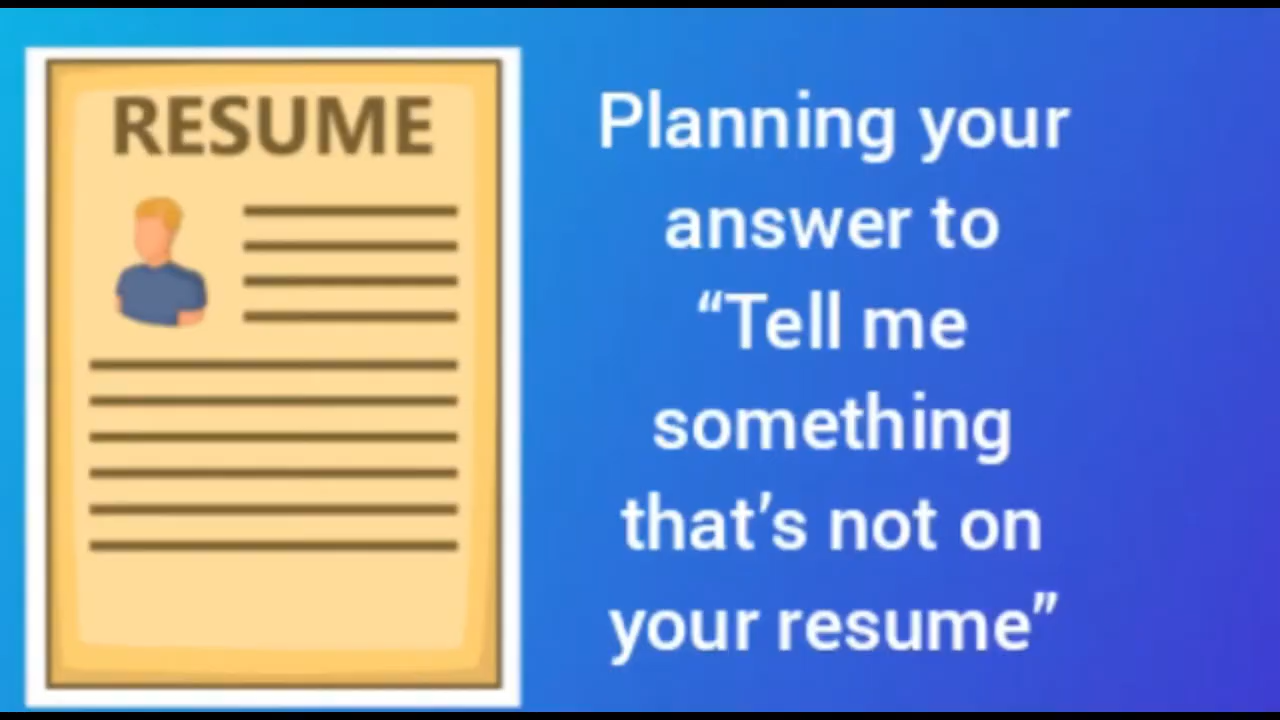 RESUME
Planning your
answer to
“Tell me
something
that’s not on
your resume”